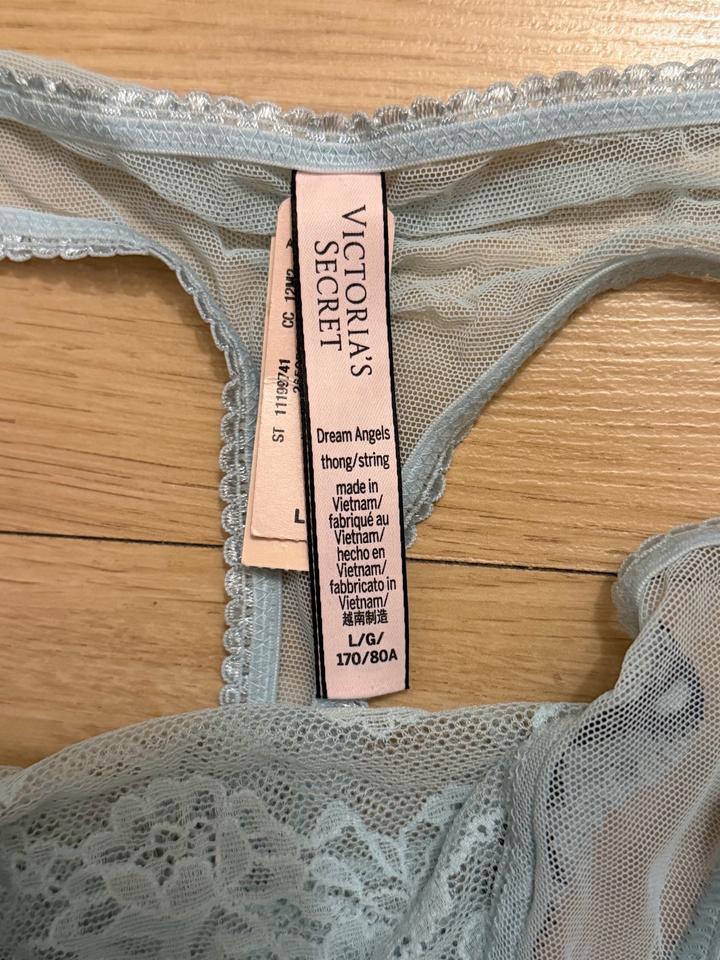 VICTORIA'S
SECRET
Dream Angels
thong/string
made in
Vietnam/
fabriqué au
Vietnam/
hecho en
Vietnam/
fabbricato in
Vietnam/
越南制造
L/G/
170/80A
ST 11199741 CC 12M2
L